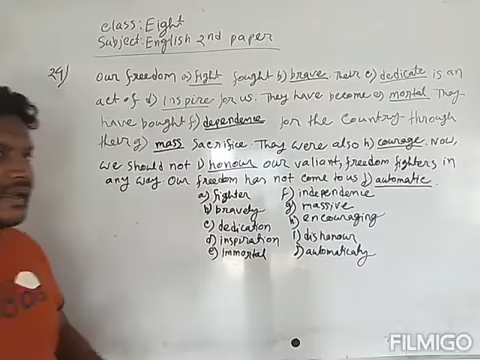 class: Eight
Subject: English 2nd paper
24) Our freedom a) fight fought b) brave. Their c) dedicate is an
act of d) Inspire for us. They have become e) mortal They
have bought f) dependence for the Country through
their g) mass Sacrifice. They were also h) courage. Now,
we should not i) honour our valiant, freedom fighters in
any way. Our freedom has not come to us j) automatic.
a) fighter f) independence
b) bravely g) massive
c) dedication h) encouraging
d) inspiration i) dishonour
e) immortal j) automaticaty
FILMIGO